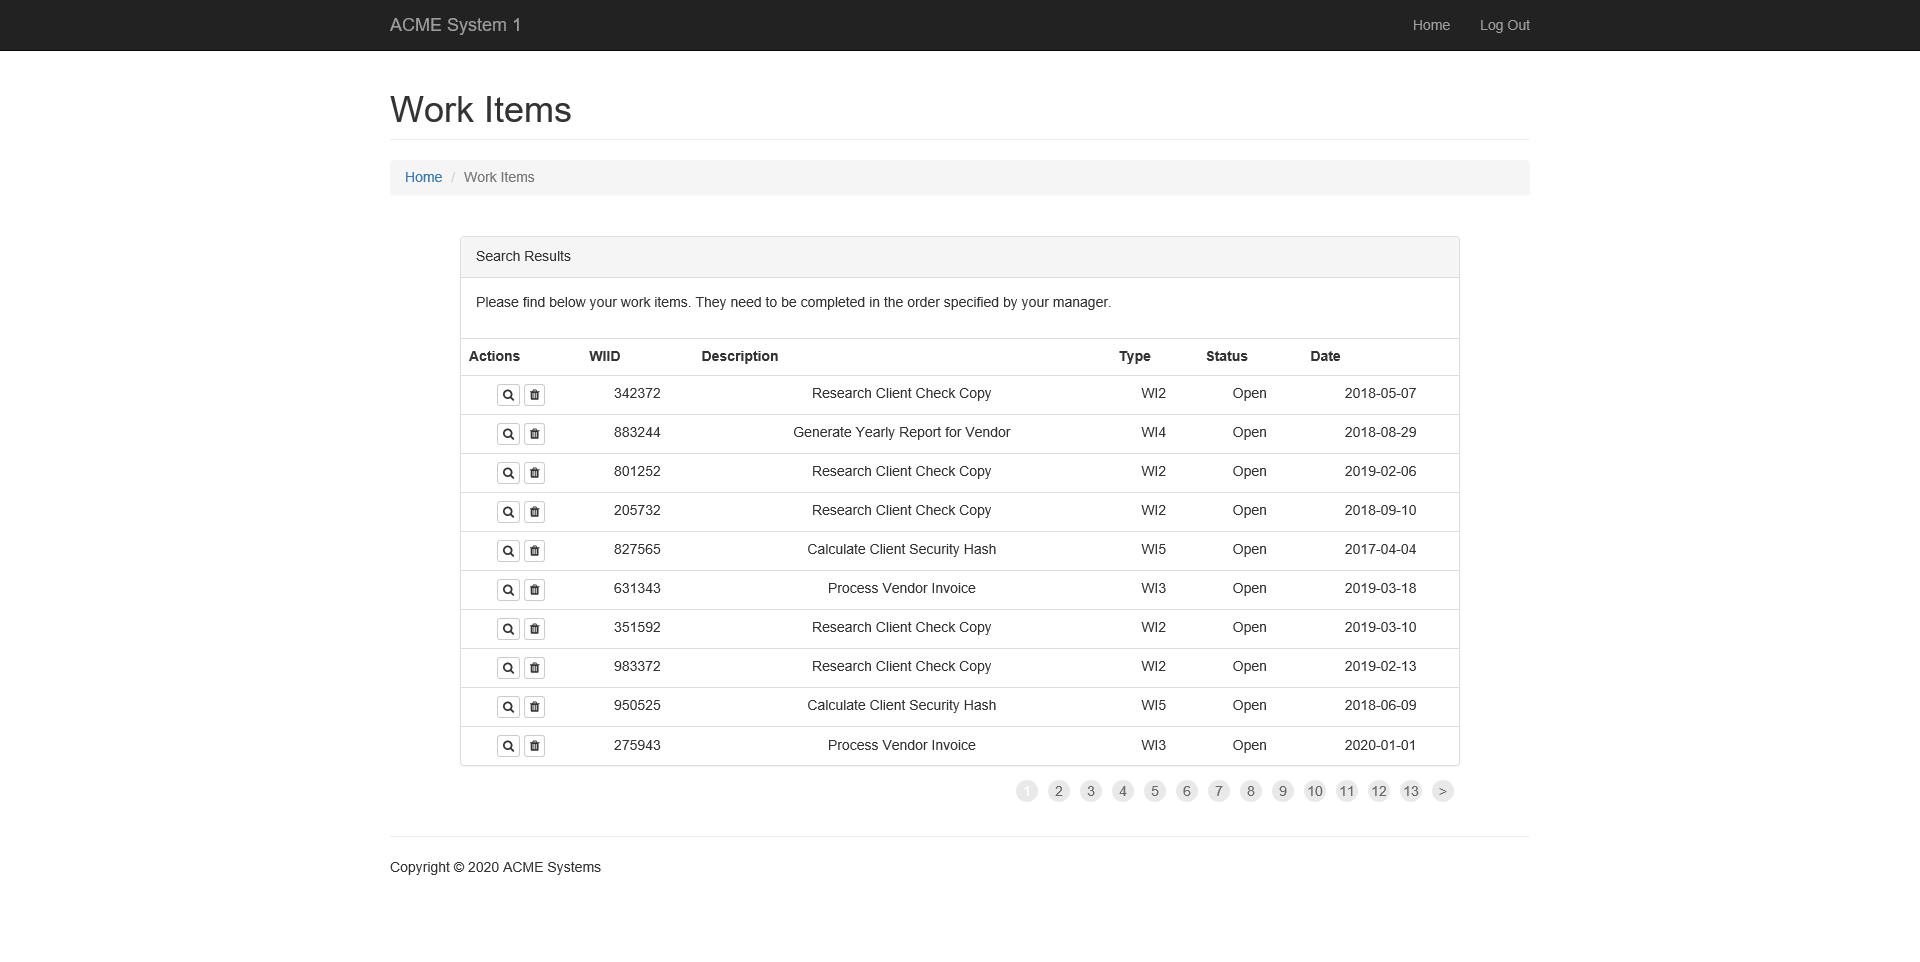 ACME System 1 Home Log Out
Work Items
Home / Work Items
Search Results
Please find below your work items. They need to be completed in the order specified by your manager.
Actions WIID Description Type Status Date
342372 Research Client Check Copy WI2 Open 2018-05-07
883244 Generate Yearly Report for Vendor WI4 Open 2018-08-29
801252 Research Client Check Copy WI2 Open 2019-02-06
205732 Research Client Check Copy WI2 Open 2018-09-10
827565 Calculate Client Security Hash WI5 Open 2017-04-04
631343 Process Vendor Invoice WI3 Open 2019-03-18
351592 Research Client Check Copy WI2 Open 2019-03-10
983372 Research Client Check Copy WI2 Open 2019-02-13
950525 Calculate Client Security Hash WI5 Open 2018-06-09
275943 Process Vendor Invoice WI3 Open 2020-01-01
1 2 3 4 5 6 7 8 9 10 11 12 13 >
Copyright © 2020 ACME Systems